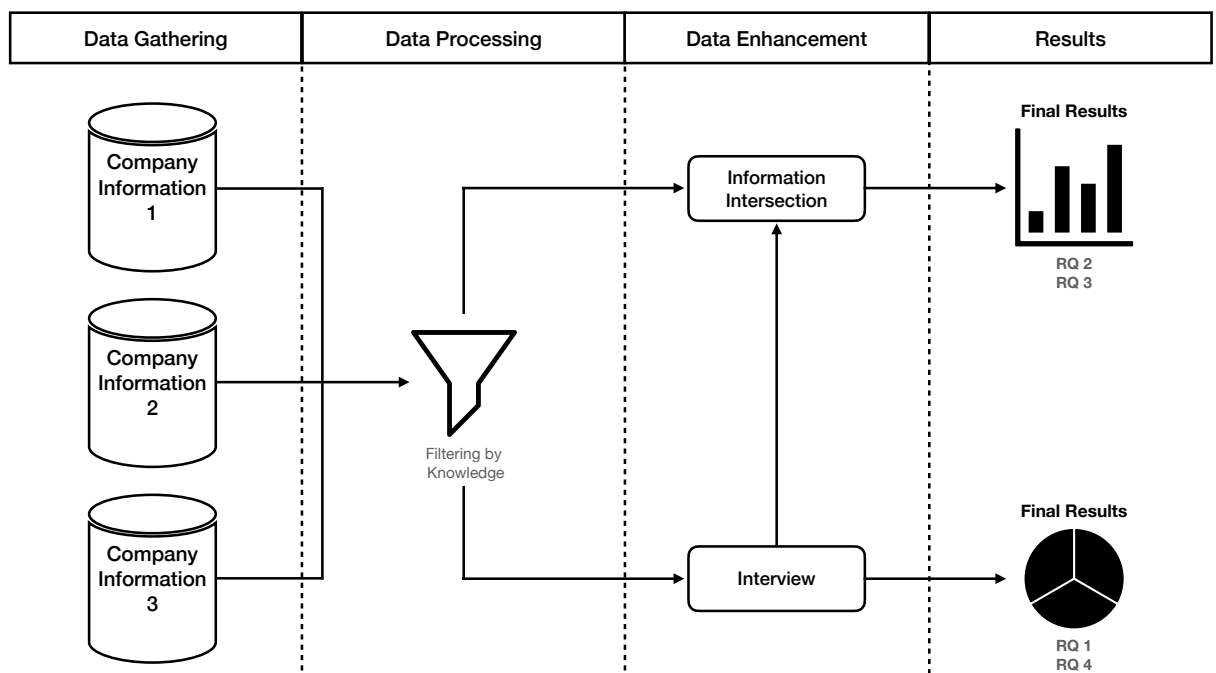 Data Gathering
Data Processing
Data Enhancement
Results
Company
Information
1
Company
Information
2
Company
Information
3
Filtering by
Knowledge
Information
Intersection
Interview
Final Results
RQ 2
RQ 3
Final Results
RQ 1
RQ 4